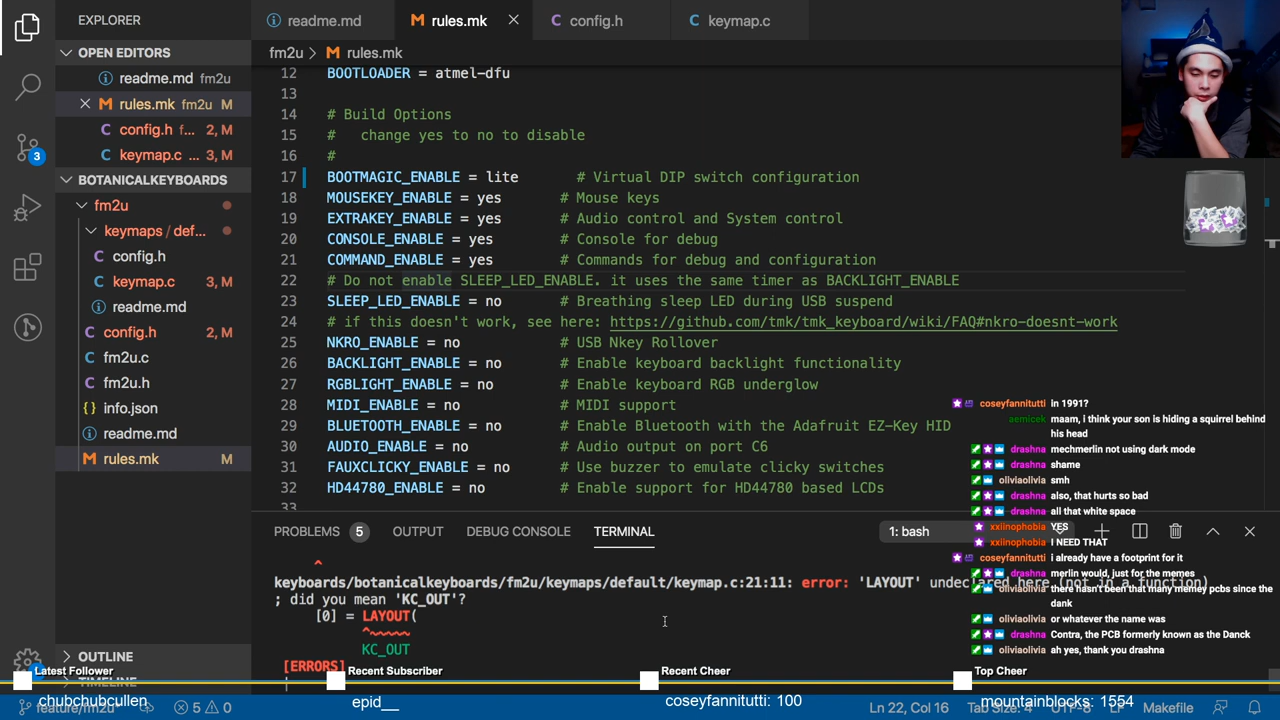 EXPLORER
readme.md
rules.mk
config.h
keymap.c
OPEN EDITORS
readme.md fm2u
rules.mk fm2u M
config.h f... 2, M
keymap.c ... 3, M
BOTANICALKEYBOARDS
fm2u
keymaps / def...
config.h
keymap.c 3, M
readme.md
config.h 2, M
fm2u.c
fm2u.h
{} info.json
readme.md
rules.mk M
OUTLINE
3
fm2u > rules.mk
12 BOOTLOADER = atmel-dfu
13
14 # Build Options
15 # change yes to no to disable
16 #
17 BOOTMAGIC_ENABLE = lite # Virtual DIP switch configuration
18 MOUSEKEY_ENABLE = yes # Mouse keys
19 EXTRAKEY_ENABLE = yes # Audio control and System control
20 CONSOLE_ENABLE = yes # Console for debug
21 COMMAND_ENABLE = yes # Commands for debug and configuration
22 # Do not enable SLEEP_LED_ENABLE. it uses the same timer as BACKLIGHT_ENABLE
23 SLEEP_LED_ENABLE = no # Breathing sleep LED during USB suspend
24 # if this doesn't work, see here: https://github.com/tmk/tmk_keyboard/wiki/FAQ#nkro-doesnt-work
25 NKRO_ENABLE = no # USB Nkey Rollover
26 BACKLIGHT_ENABLE = no # Enable keyboard backlight functionality
27 RGBLIGHT_ENABLE = no # Enable keyboard RGB underglow
28 MIDI_ENABLE = no # MIDI support
29 BLUETOOTH_ENABLE = no # Enable Bluetooth with the Adafruit EZ-Key HID
30 AUDIO_ENABLE = no # Audio output on port C6
31 FAUXCLICKY_ENABLE = no # Use buzzer to emulate clicky switches
32 HD44780_ENABLE = no # Enable support for HD44780 based LCDs
33
PROBLEMS 5 OUTPUT DEBUG CONSOLE TERMINAL 1: bash
^
keyboards/botanicalkeyboards/fm2u/keymaps/default/keymap.c:21:11: error: 'LAYOUT' undeclared here (not in a function)
; did you mean 'KC_OUT'?
[0] = LAYOUT(
^~~~~~
KC_OUT
[ERRORS]
|
coseyfannitutti in 1991?
aemicek maam, i think your son is hiding a squirrel behind
his head
drashna mechmerlin not using dark mode
drashna shame
oliviaolivia smh
drashna also, that hurts so bad
drashna all that white space
xxiinophobia YES
xxiinophobia I NEED THAT
coseyfannitutti i already have a footprint for it
drashna merlin would, just for the memes
oliviaolivia there hasn't been that many memey pcbs since the
dank
oliviaolivia or whatever the name was
drashna Contra, the PCB formerly known as the Danck
oliviaolivia ah yes, thank you drashna
Latest Follower
chubchubcullen
Recent Subscriber
epid__
Recent Cheer
coseyfannitutti: 100
Top Cheer
mountainblocks: 1554
feature/fm2u* 5 0 Ln 22, Col 16 Tab Size: 4 UTF-8 LF Makefile